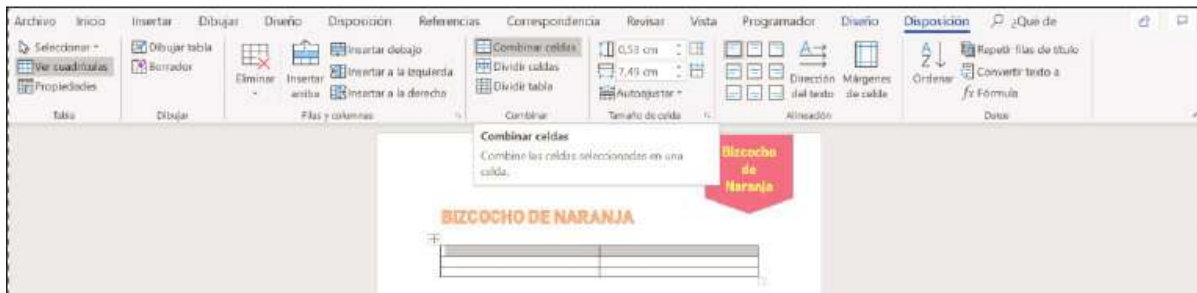 Archivo Inicio Insertar Dibujar Diseño Disposición Referencias Correspondencia Revisar Vista Programador Diseño Disposición ¿Qué de
Seleccionar
Ver cuadrículas
Propiedades
Tabla
Dibujar tabla
Borrador
Dibujar
Eliminar
Insertar arriba
Insertar debajo
Insertar a la izquierda
Insertar a la derecha
Filas y columnas
Combinar celdas
Dividir celdas
Dividir tabla
Combinar
0,53 cm
7,49 cm
Autoajustar
Tamaño de celda
Dirección del texto
Márgenes de celda
Alineación
Ordenar
Repetir filas de título
Convertir texto a
fx Fórmula
Datos
Combinar celdas
Combine las celdas seleccionadas en una
celda.
Bizcocho
de
Naranja
BIZCOCHO DE NARANJA